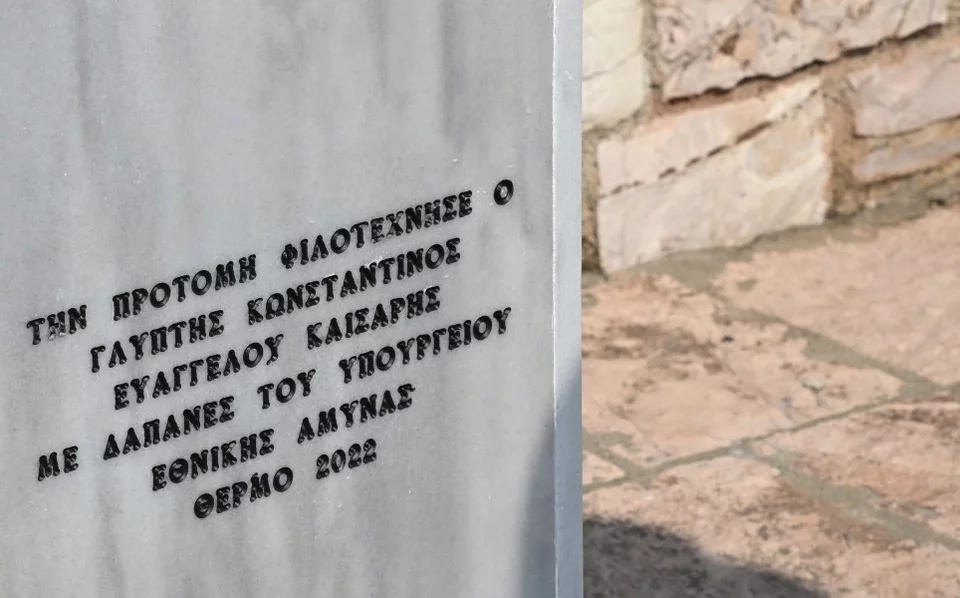 ΤΗΝ ΠΡΟΤΟΜΗ ΦΙΛΟΤΕΧΝΗΣΕ Ο
ΓΛΥΠΤΗΣ ΚΩΝΣΤΑΝΤΙΝΟΣ
ΕΥΑΓΓΕΛΟΥ ΚΑΙΣΑΡΗΣ
ΜΕ ΔΑΠΑΝΕΣ ΤΟΥ ΥΠΟΥΡΓΕΙΟΥ
ΕΘΝΙΚΗΣ ΑΜΥΝΑΣ
ΘΕΡΜΟ 2022